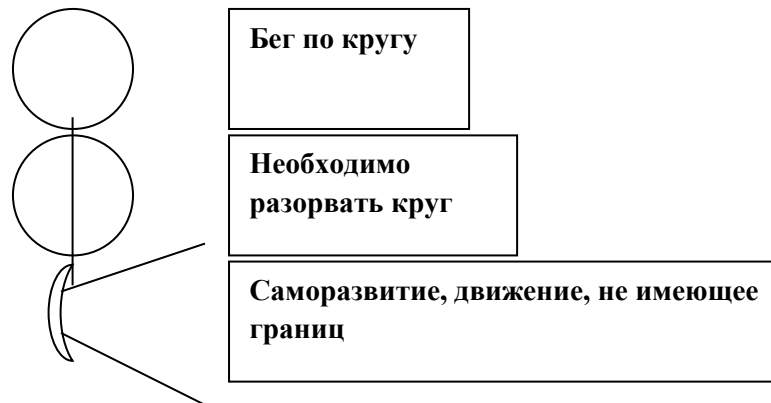 Бег по кругу
Необходимо
разорвать круг
Саморазвитие, движение, не имеющее
границ